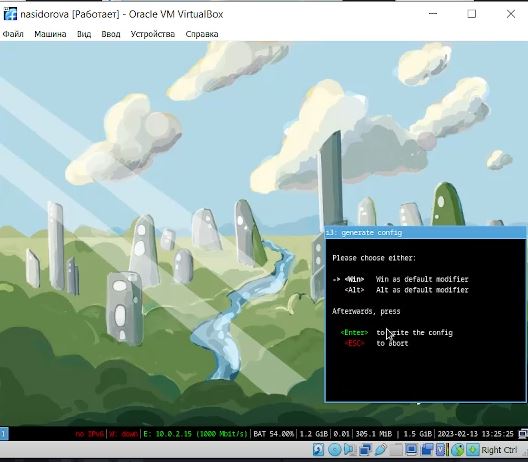 nasidorova [Работает] - Oracle VM VirtualBox
Файл Машина Вид Ввод Устройства Справка
i3: generate config
Please choose either:
-> <Win> Win as default modifier
<Alt> Alt as default modifier
Afterwards, press
<Enter> to write the config
<ESC> to abort
1 no IPv6 | W: down | E: 10.0.2.15 (1000 Mbit/s) | BAT 54.00% | 1.2 GiB | 0.01 | 305.1 MiB | 1.5 GiB | 2023-02-13 13:25:25
Right Ctrl